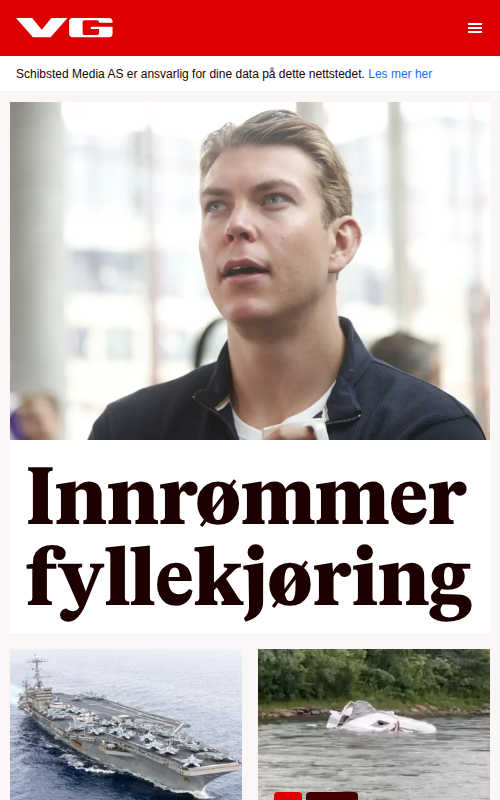 VG
Schibsted Media AS er ansvarlig for dine data på dette nettstedet. Les mer her
Innrømmer
fyllekjøring